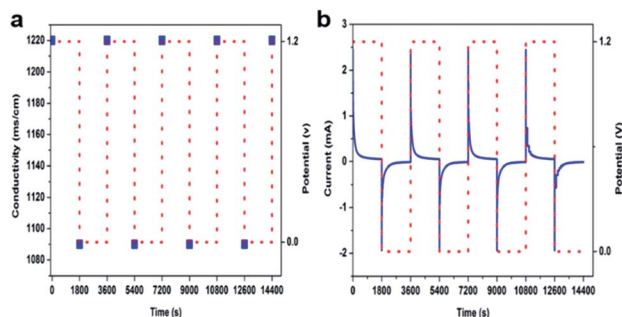 a
1220
1200
1180
1160
1140
1120
1100
1080
Conductivity (ms/cm)
1.2
0.0
Potential (v)
0 1800 3600 5400 7200 9000 10800 12600 14400
Time (s)
b
3
2
1
0
-1
-2
Current (mA)
1.2
0.0
Potential (v)
0 1800 3600 5400 7200 9000 10800 12600 14400
Time (s)